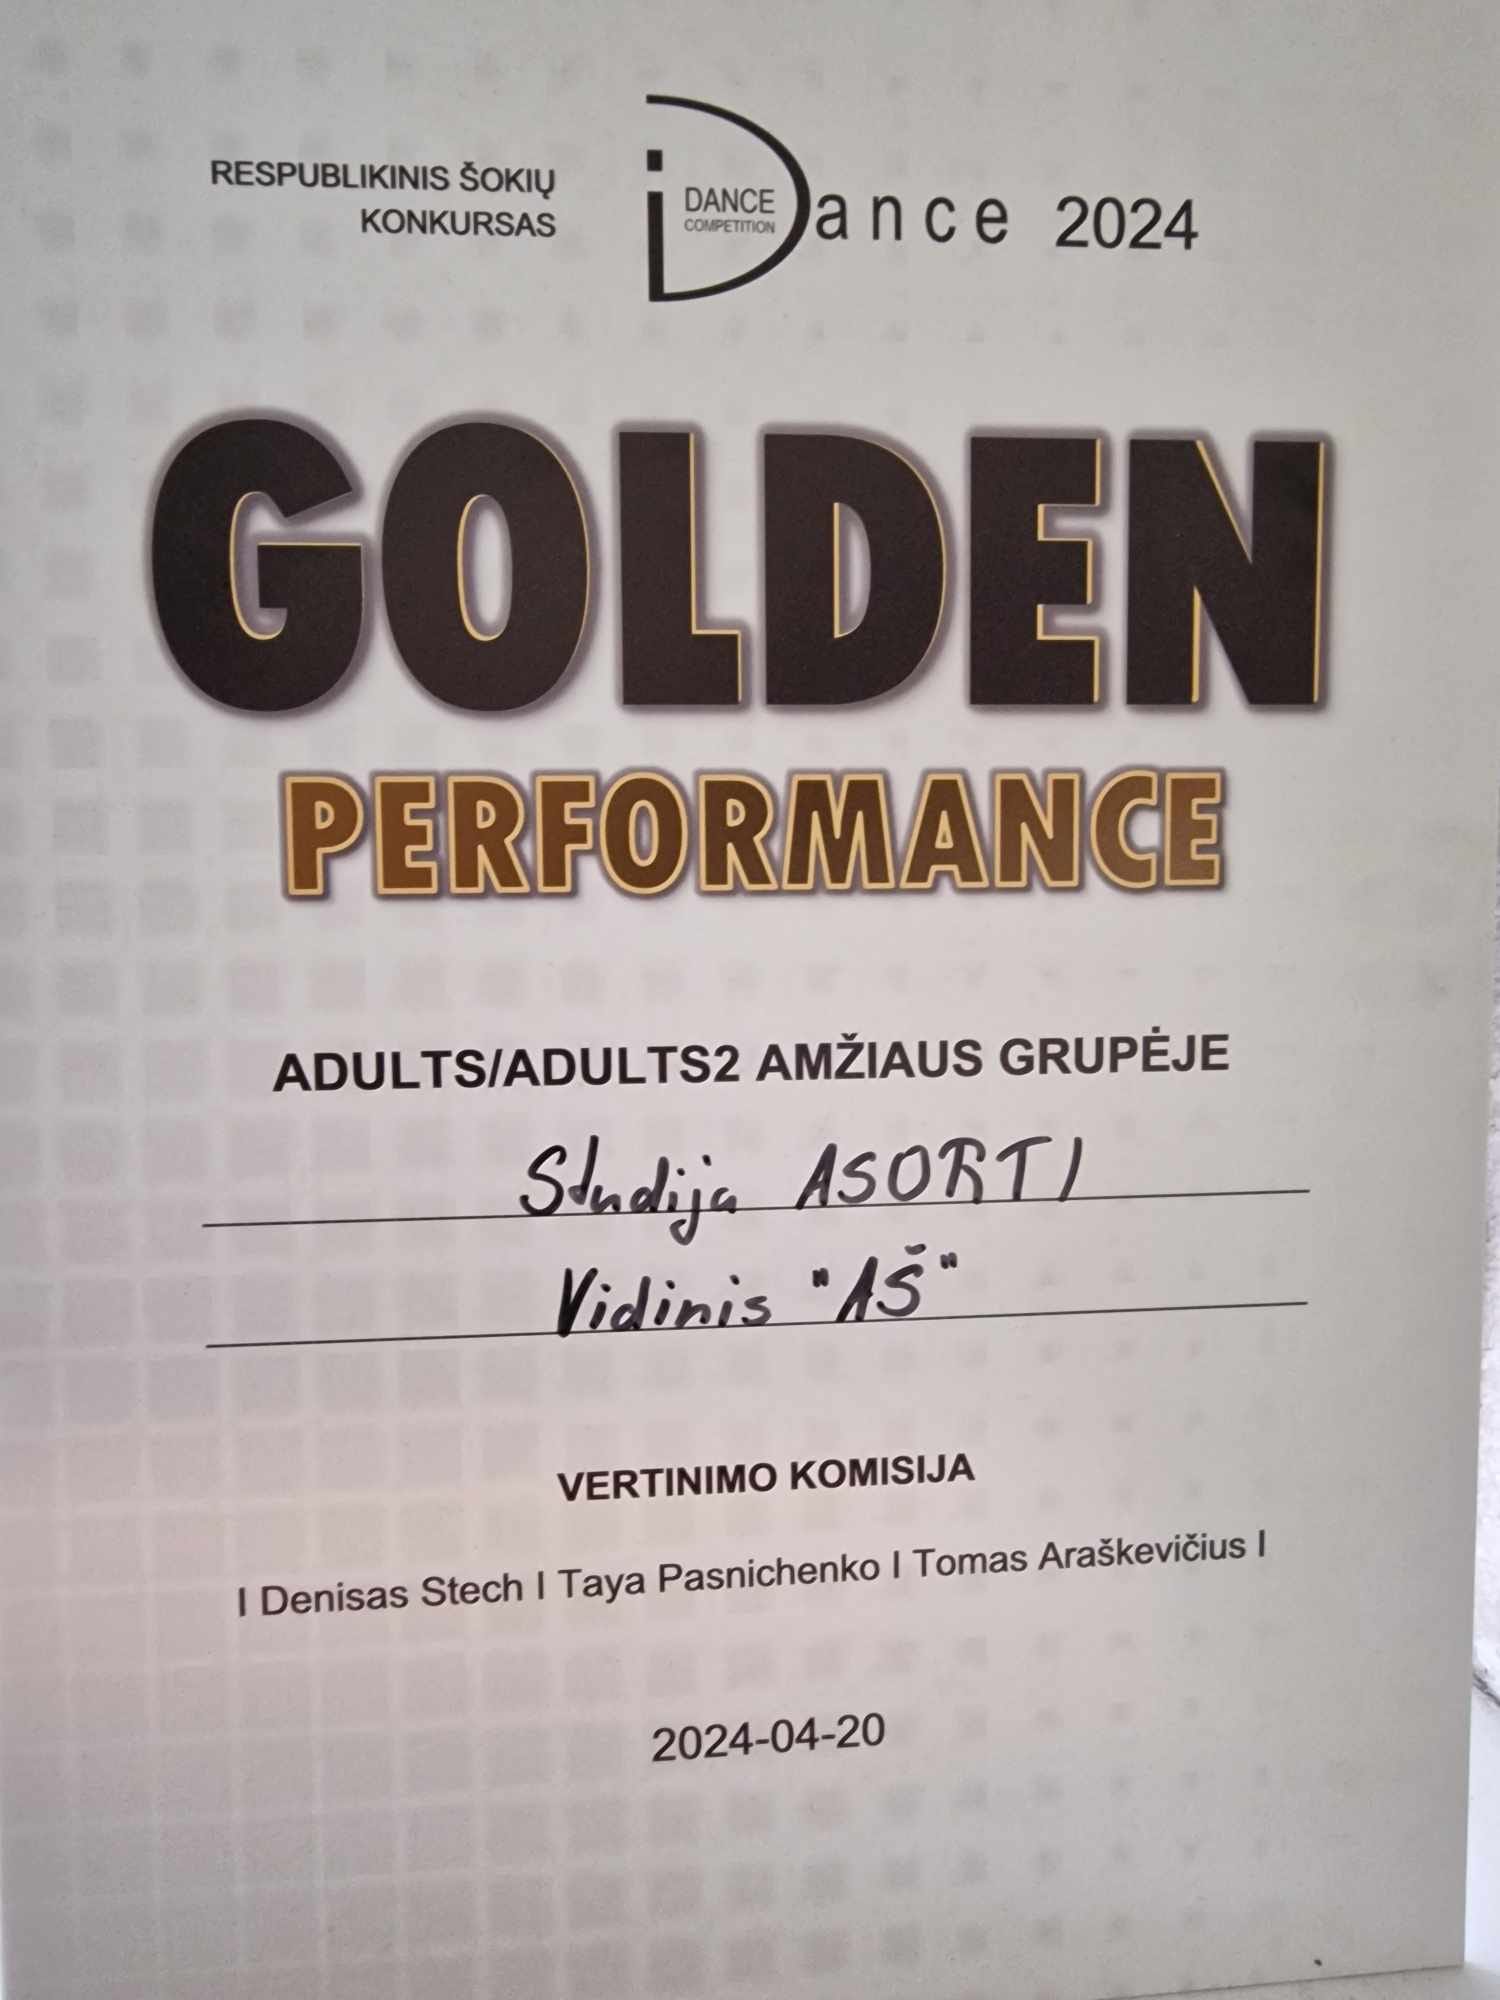 RESPUBLIKINIS ŠOKIŲ
KONKURSAS
iDance 2024
DANCE
COMPETITION
GOLDEN
PERFORMANCE
ADULTS/ADULTS2 AMŽIAUS GRUPĖJE
Studija ASORTI
Vidinis "AŠ"
VERTINIMO KOMISIJA
I Denisas Stech I Taya Pasnichenko I Tomas Araškevičius I
2024-04-20